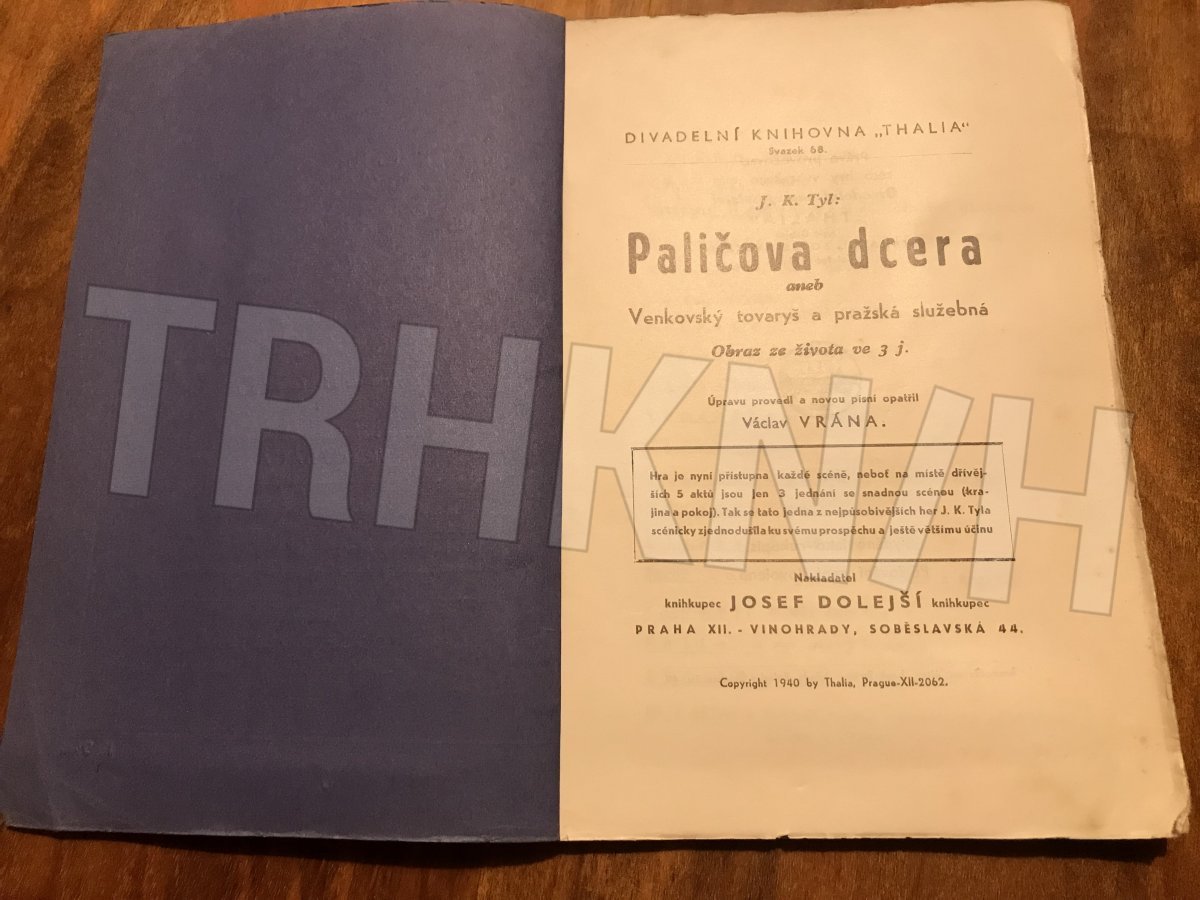 DIVADELNÍ KNIHOVNA „THALIA“
Svazek 68.
J. K. Tyl:
Paličova dcera
aneb
Venkovský tovaryš a pražská služebná
Obraz ze života ve 3 j.
Úpravu provedl a novou písní opatřil
Václav VRÁNA.
Hra je nyní přístupna každé scéně, neboť na místě dřívěj-
ších 5 aktů jsou jen 3 jednání se snadnou scénou (kra-
jina a pokoj). Tak se tato jedna z nejpůsobivějších her J. K. Tyla
scénicky zjednodušila ku svému prospěchu a ještě většímu účinu
Nakladatel
knihkupec JOSEF DOLEJŠÍ knihkupec
PRAHA XII. - VINOHRADY, SOBĚSLAVSKÁ 44.
Copyright 1940 by Thalia, Prague-XII-2062.
TRHKN/H